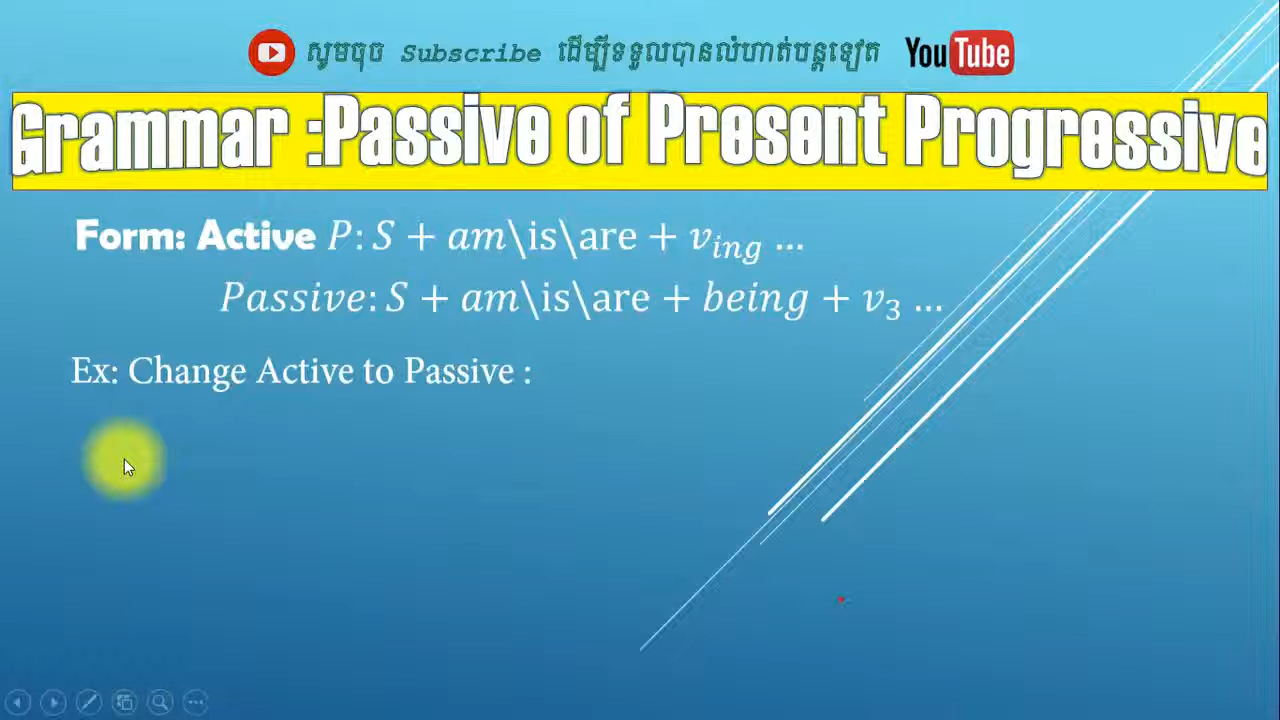 សូមចុច Subscribe ដើម្បីទទួលបានលំហាត់បន្តទៀត YouTube
Grammar :Passive of Present Progressive
Form: Active P: S + am\is\are + v_ing ...
Passive: S + am\is\are + being + v_3 ...
Ex: Change Active to Passive :